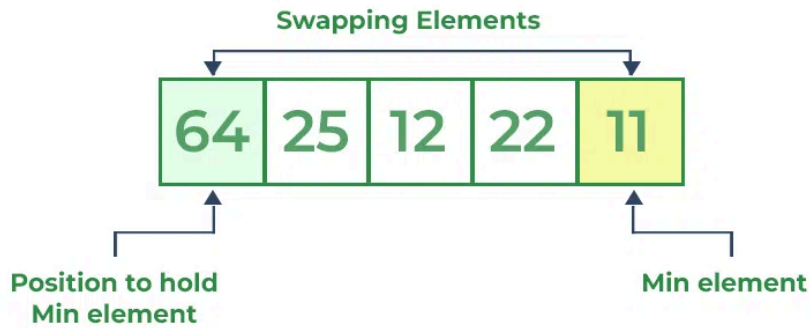 Swapping Elements
64 25 12 22 11
Position to hold
Min element
Min element